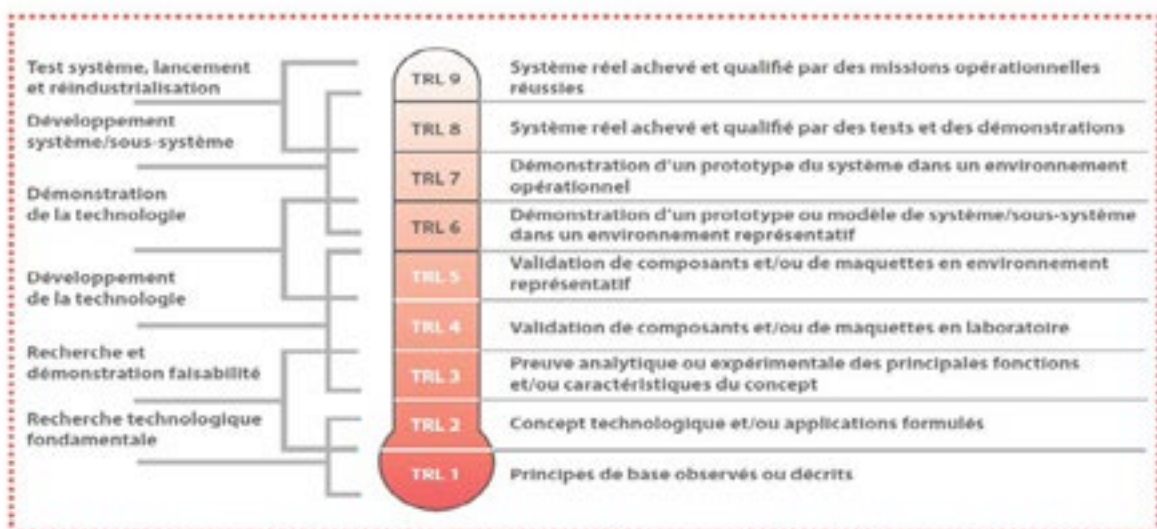 Test système, lancement
et réindustrialisation
Développement
système/sous-système
Démonstration
de la technologie
Développement
de la technologie
Recherche et
démonstration faisabilité
Recherche technologique
fondamentale
TRL 9
Système réel achevé et qualifié par des missions opérationnelles
réussies
TRL 8
Système réel achevé et qualifié par des tests et des démonstrations
TRL 7
Démonstration d'un prototype du système dans un environnement
opérationnel
TRL 6
Démonstration d'un prototype ou modèle de système/sous-système
dans un environnement représentatif
TRL 5
Validation de composants et/ou de maquettes en environnement
représentatif
TRL 4
Validation de composants et/ou de maquettes en laboratoire
TRL 3
Preuve analytique ou expérimentale des principales fonctions
et/ou caractéristiques du concept
TRL 2
Concept technologique et/ou applications formulés
TRL 1
Principes de base observés ou décrits